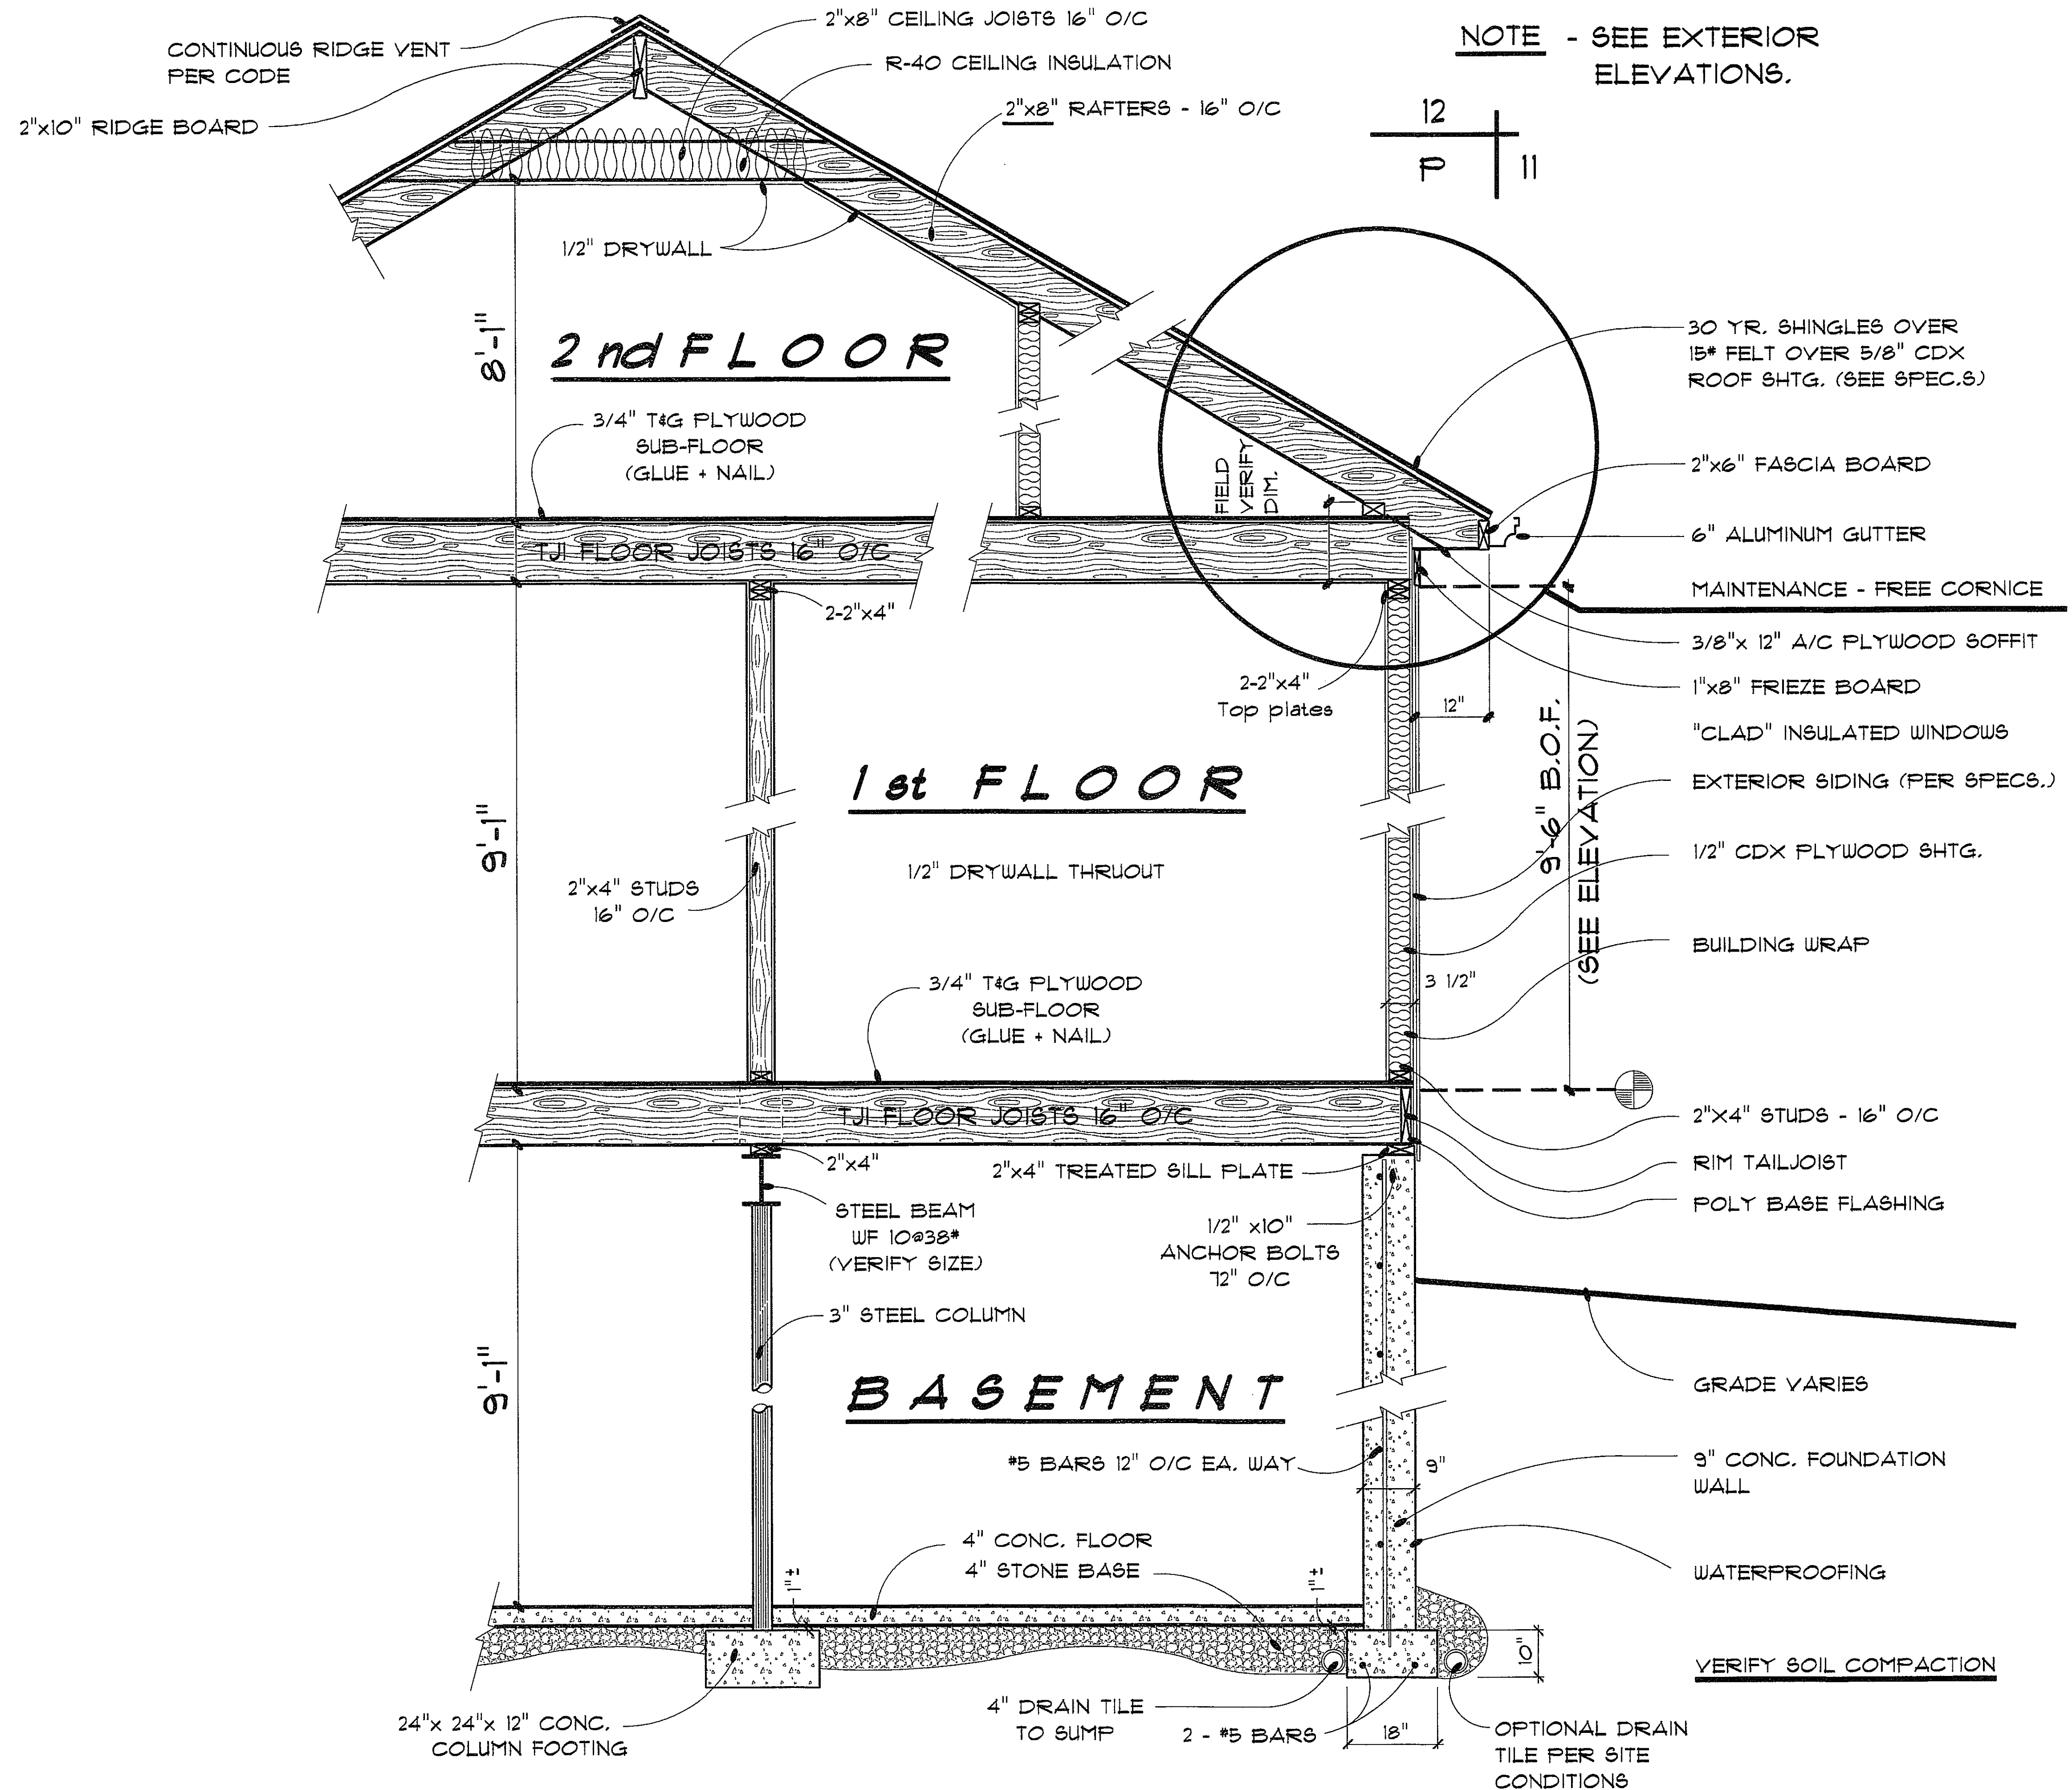 CONTINUOUS RIDGE VENT
PER CODE
2"x10" RIDGE BOARD
2"x8" CEILING JOISTS 16" O/C
R-40 CEILING INSULATION
2"x8" RAFTERS - 16" O/C
NOTE - SEE EXTERIOR
ELEVATIONS.
12
P 11
1/2" DRYWALL
8'-1"
2nd FLOOR
3/4" T&G PLYWOOD
SUB-FLOOR
(GLUE + NAIL)
FIELD
VERIFY
DIM.
30 YR. SHINGLES OVER
15# FELT OVER 5/8" CDX
ROOF SHTG. (SEE SPEC.S)
2"x6" FASCIA BOARD
6" ALUMINUM GUTTER
MAINTENANCE - FREE CORNICE
3/8"x 12" A/C PLYWOOD SOFFIT
1"x8" FRIEZE BOARD
"CLAD" INSULATED WINDOWS
EXTERIOR SIDING (PER SPECS.)
1/2" CDX PLYWOOD SHTG.
BUILDING WRAP
TJI FLOOR JOISTS 16" O/C
2-2"x4"
2-2"x4"
Top plates
12"
9'-6" B.O.F.
(SEE ELEVATION)
1st FLOOR
9'-1"
2"x4" STUDS
16" O/C
1/2" DRYWALL THRUOUT
3/4" T&G PLYWOOD
SUB-FLOOR
(GLUE + NAIL)
3 1/2"
TJI FLOOR JOISTS 16" O/C
2"x4"
2"x4" TREATED SILL PLATE
2"X4" STUDS - 16" O/C
RIM TAILJOIST
POLY BASE FLASHING
STEEL BEAM
WF 10@38#
(VERIFY SIZE)
1/2" x10"
ANCHOR BOLTS
72" O/C
3" STEEL COLUMN
9'-1"
BASEMENT
GRADE VARIES
#5 BARS 12" O/C EA. WAY
9"
9" CONC. FOUNDATION
WALL
4" CONC. FLOOR
4" STONE BASE
1"±
1"±
WATERPROOFING
10"
VERIFY SOIL COMPACTION
24"x 24"x 12" CONC.
COLUMN FOOTING
4" DRAIN TILE
TO SUMP
2 - #5 BARS
18"
OPTIONAL DRAIN
TILE PER SITE
CONDITIONS